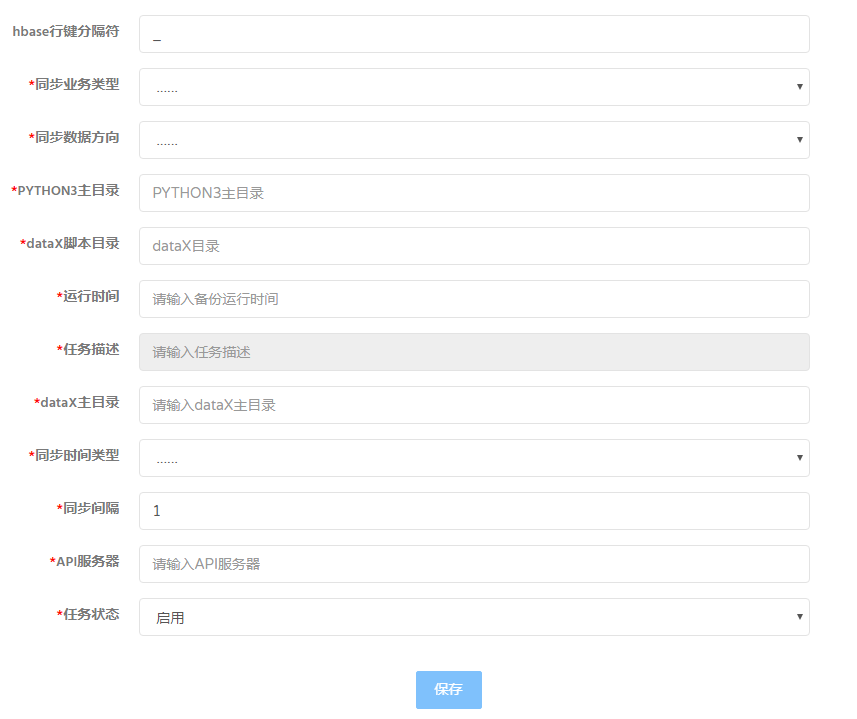 hbase行键分隔符 _
*同步业务类型 ......
*同步数据方向 ......
*PYTHON3主目录 PYTHON3主目录
*dataX脚本目录 dataX目录
*运行时间 请输入备份运行时间
*任务描述 请输入任务描述
*dataX主目录 请输入dataX主目录
*同步时间类型 ......
*同步间隔 1
*API服务器 请输入API服务器
*任务状态 启用
保存